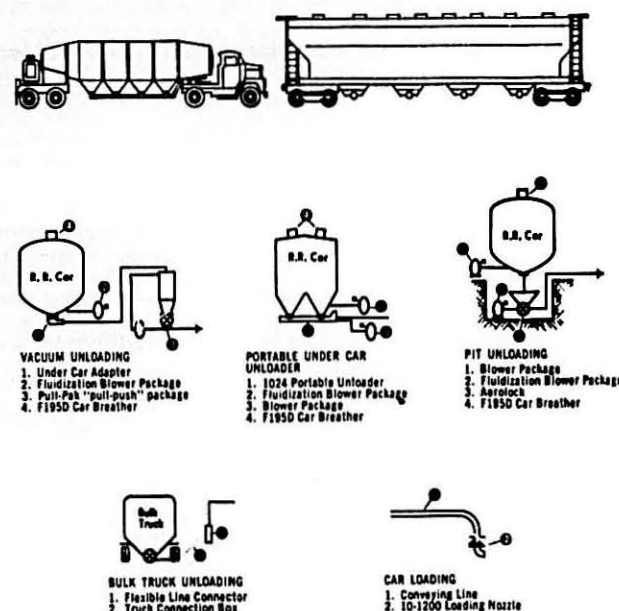 R.R. Car
VACUUM UNLOADING
1. Under Car Adapter
2. Fluidization Blower Package
3. Pull-Pak "pull-push" package
4. F195D Car Breather
R.R. Car
PORTABLE UNDER CAR
UNLOADER
1. 1024 Portable Unloader
2. Fluidization Blower Package
3. Blower Package
4. F195D Car Breather
R.R. Car
PIT UNLOADING
1. Blower Package
2. Fluidization Blower Package
3. Aerolock
4. F195D Car Breather
Bulk
Truck
BULK TRUCK UNLOADING
1. Flexible Line Connector
2. Truck Connection Box
CAR LOADING
1. Conveying Line
2. 10-1200 Loading Nozzle